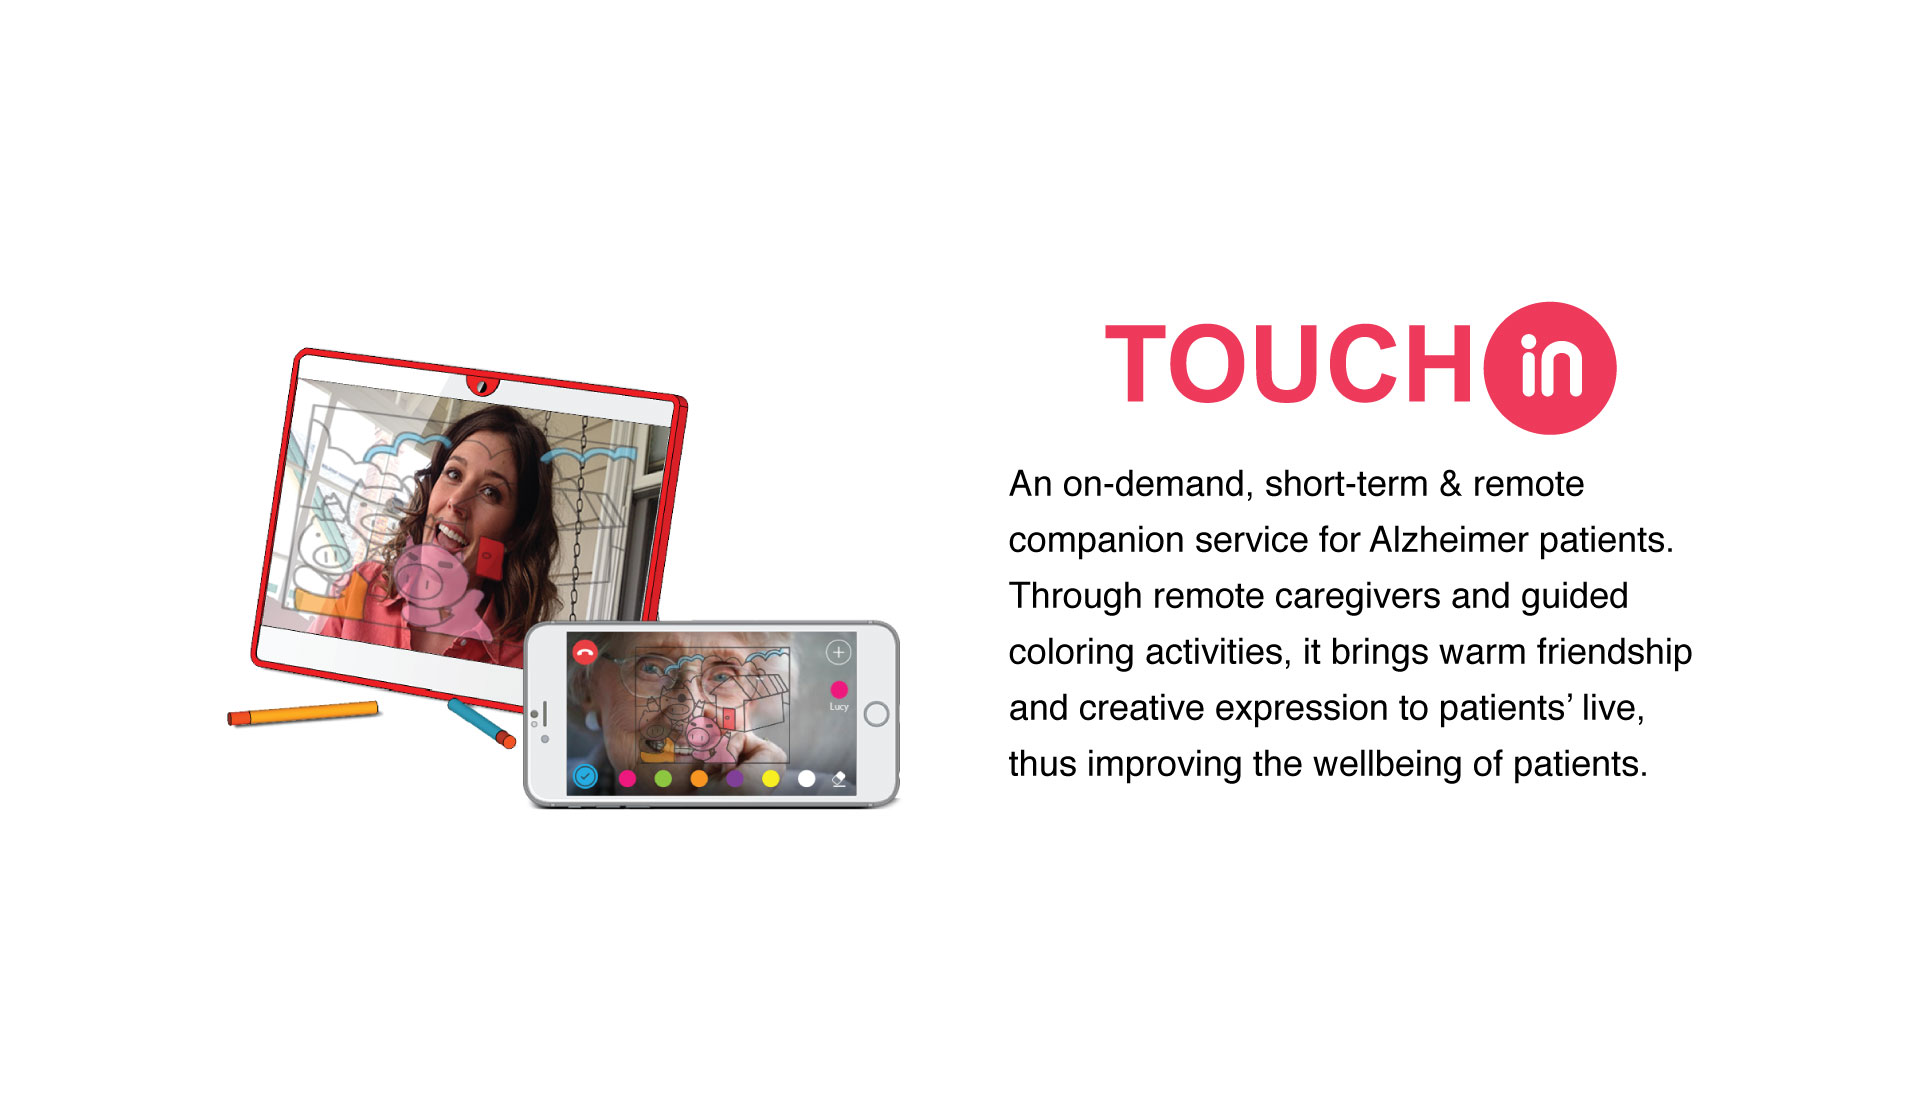 TOUCH in
An on-demand, short-term & remote
companion service for Alzheimer patients.
Through remote caregivers and guided
coloring activities, it brings warm friendship
and creative expression to patients’ live,
thus improving the wellbeing of patients.
Lucy